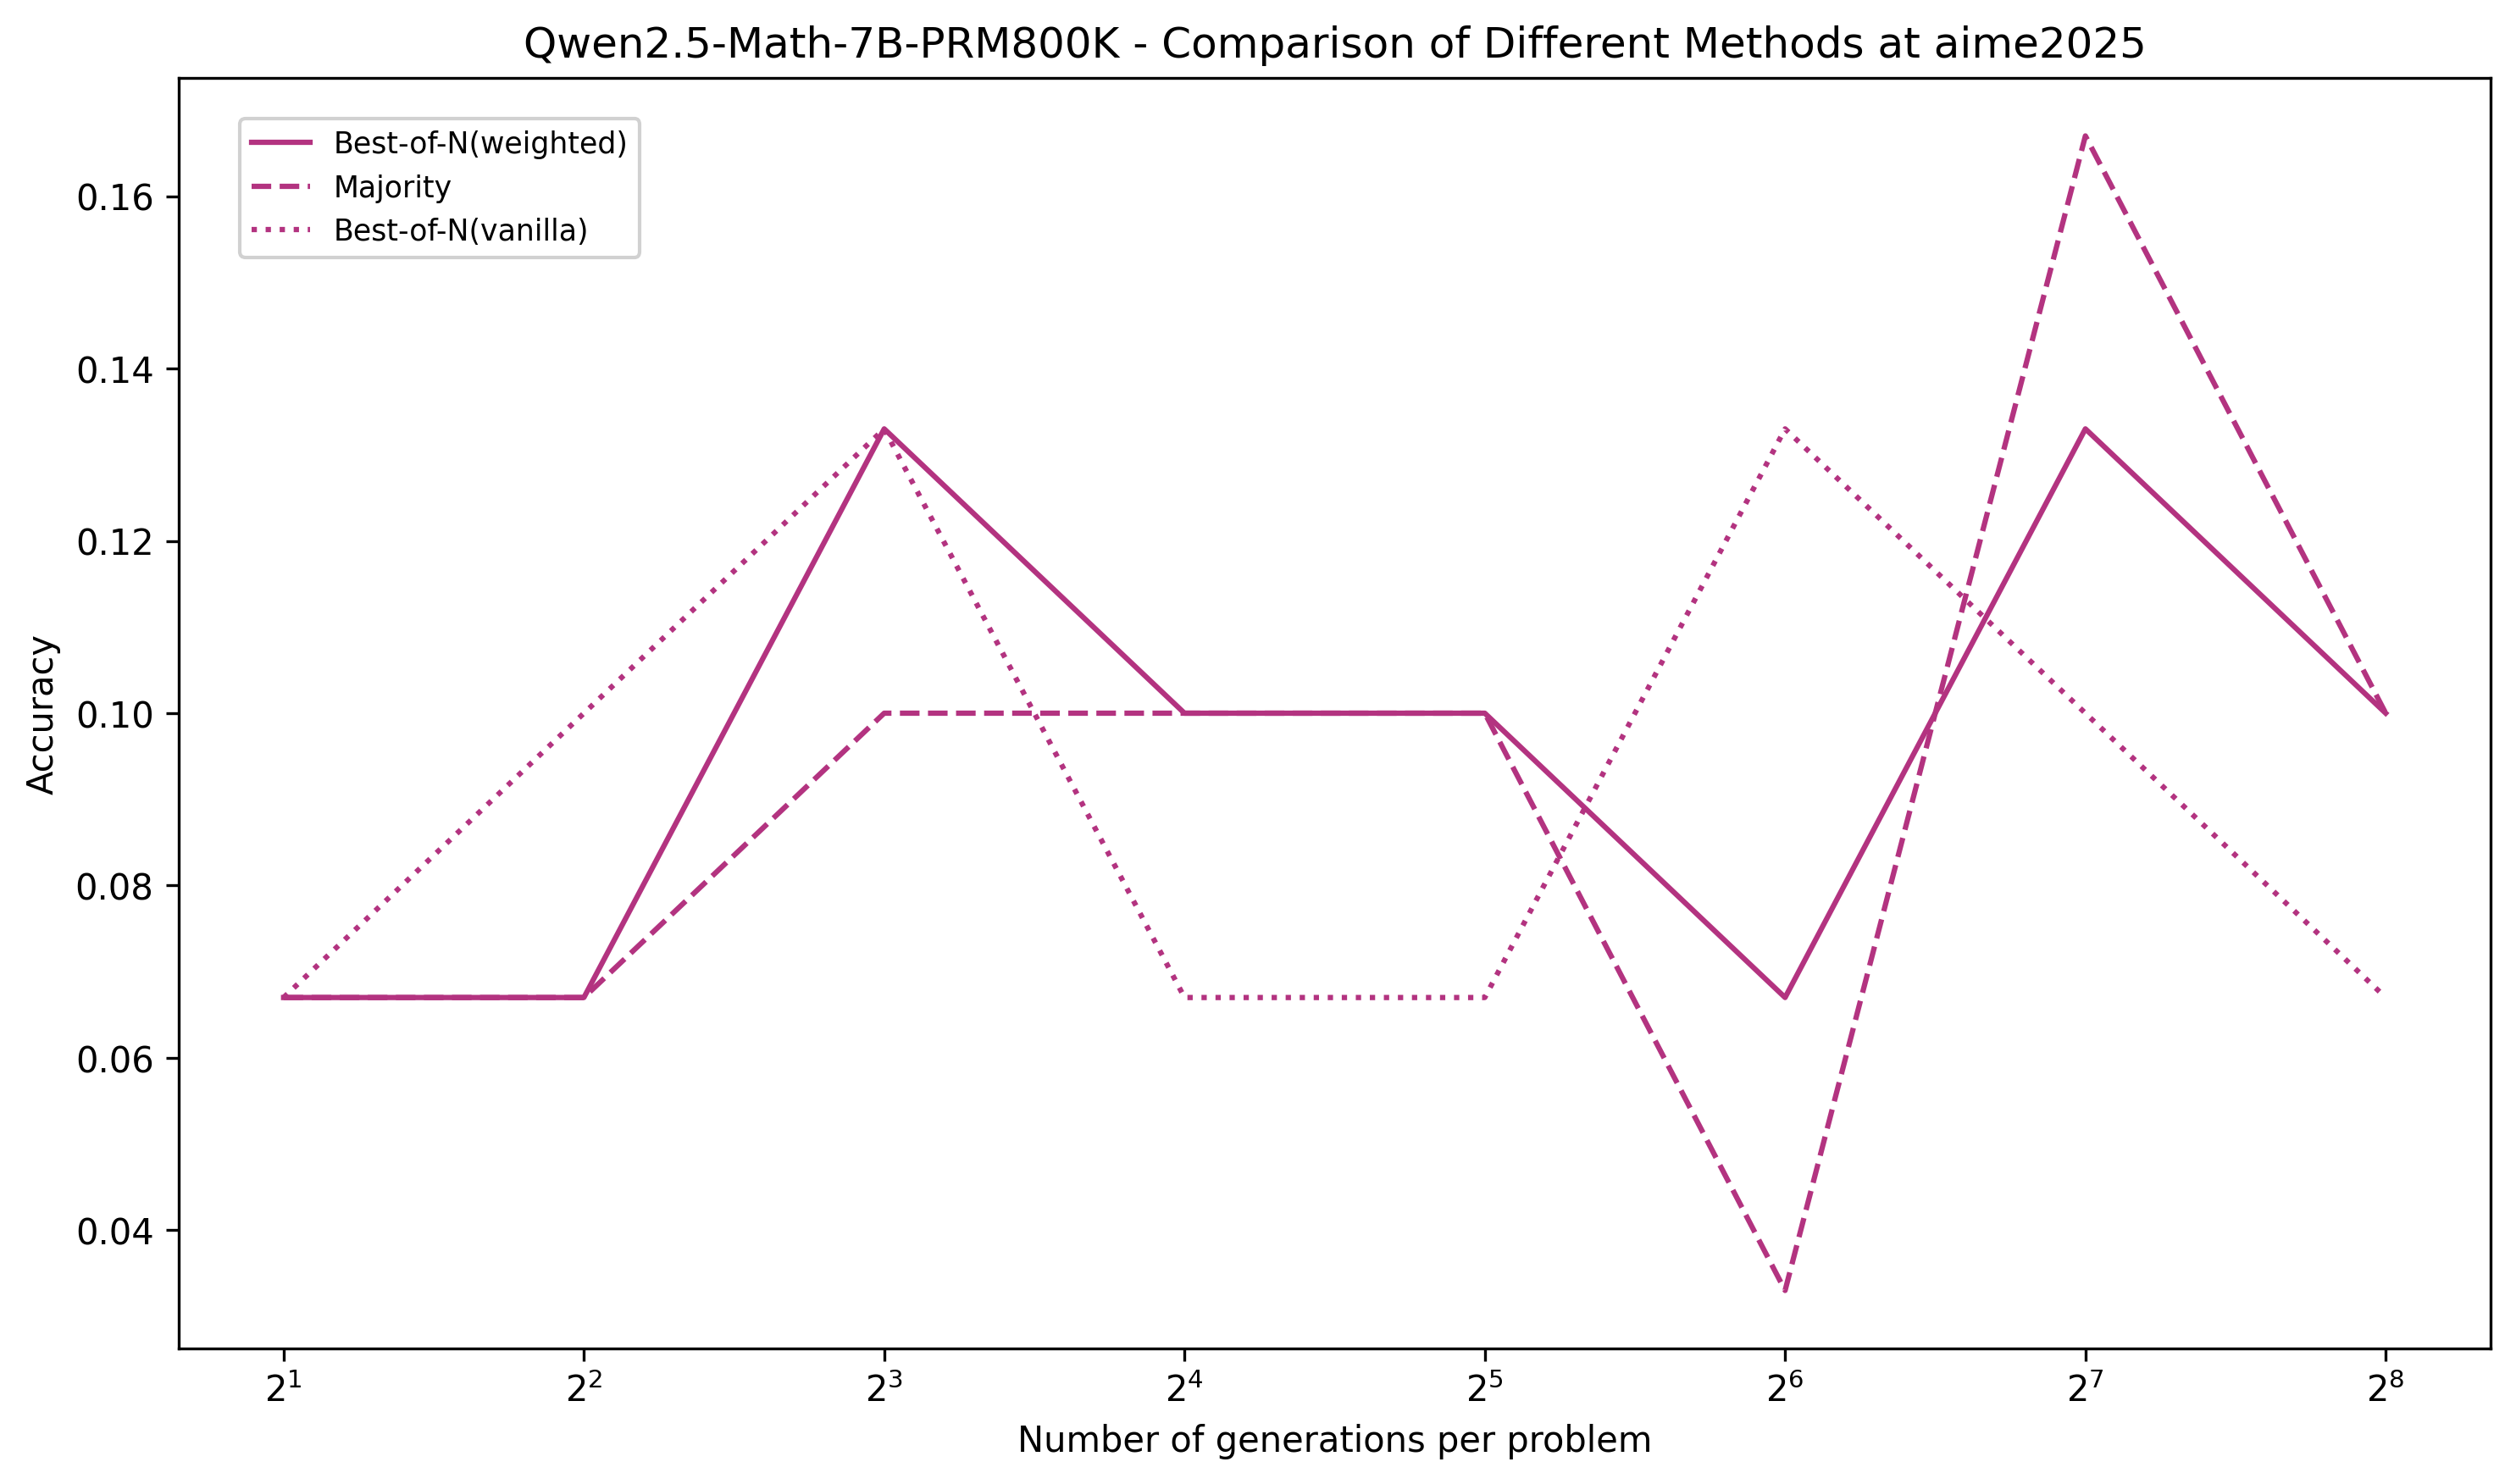 Qwen2.5-Math-7B-PRM800K - Comparison of Different Methods at aime2025
Best-of-N(weighted)
Majority
Best-of-N(vanilla)
0.16
0.14
0.12
0.10
0.08
0.06
0.04
Accuracy
2¹ 2² 2³ 2⁴ 2⁵ 2⁶ 2⁷ 2⁸
Number of generations per problem